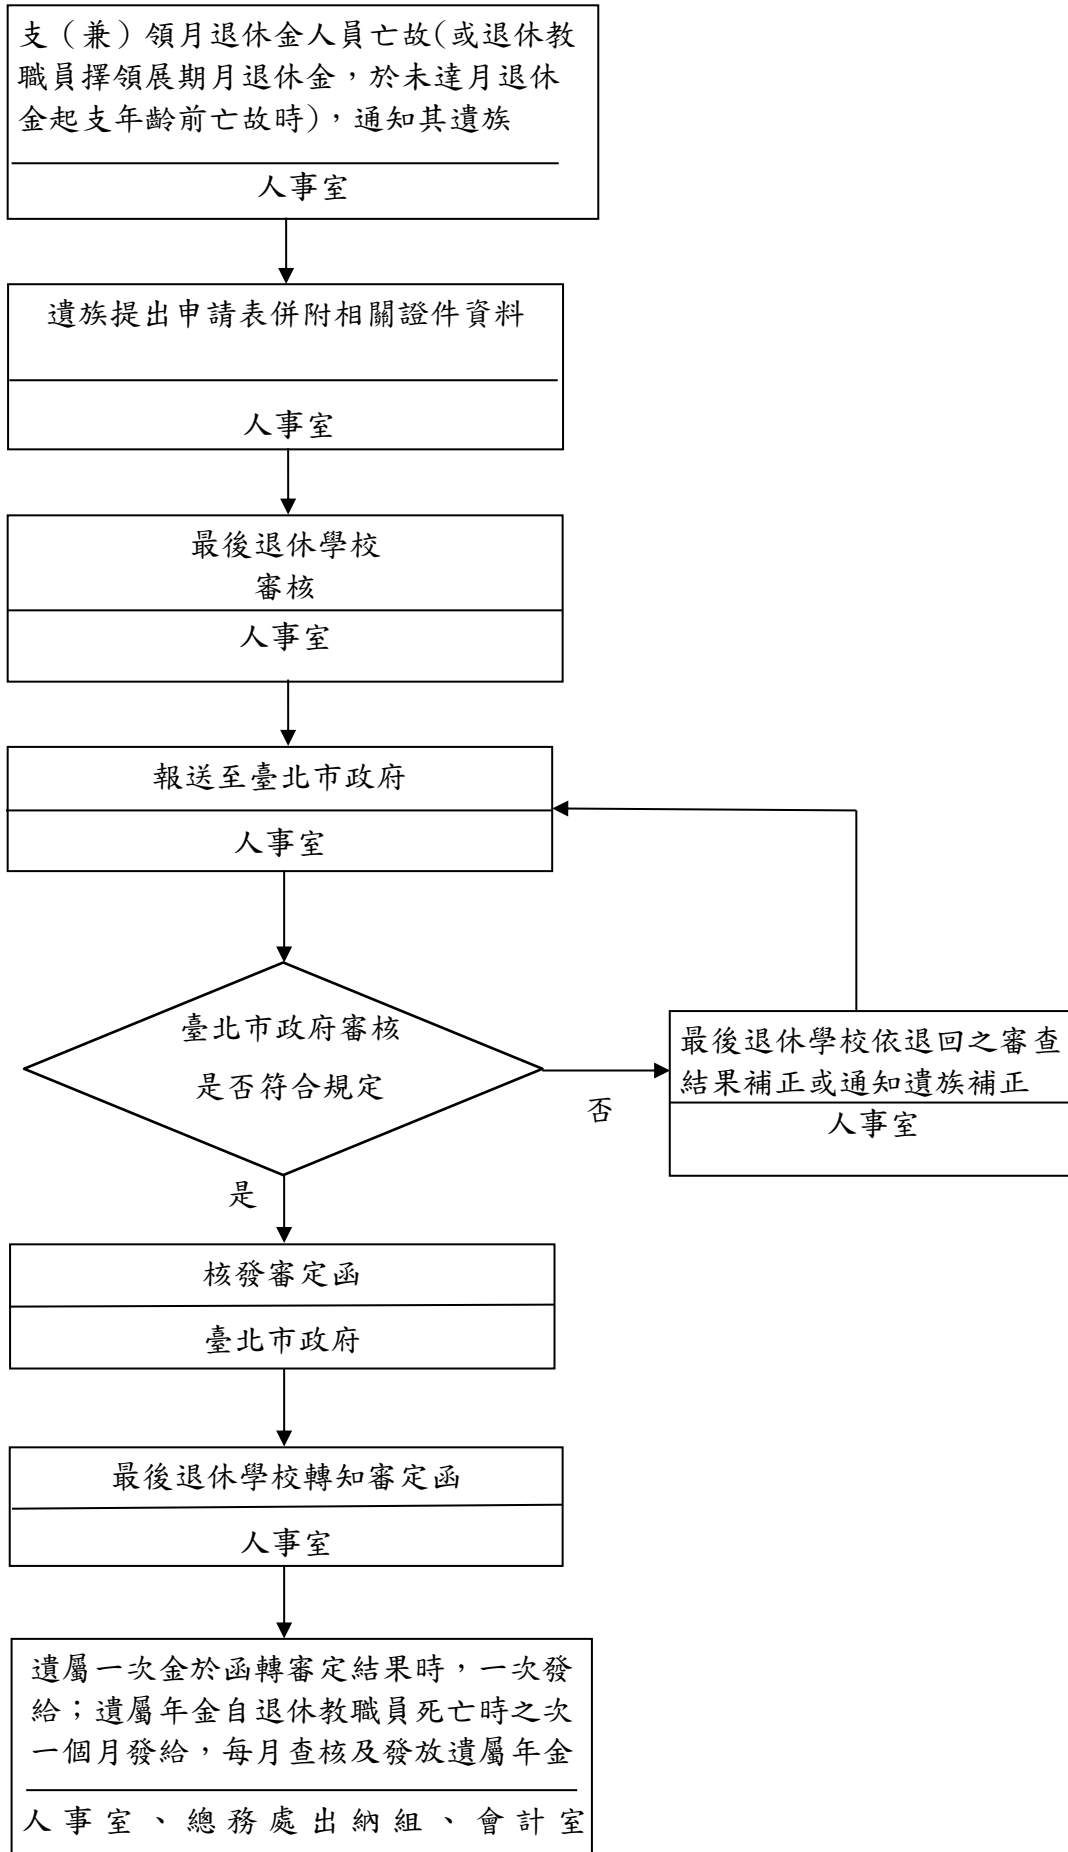 支（兼）領月退休金人員亡故(或退休教
職員擇領展期月退休金，於未達月退休
金起支年齡前亡故時)，通知其遺族
人事室
遺族提出申請表併附相關證件資料
人事室
最後退休學校
審核
人事室
報送至臺北市政府
人事室
臺北市政府審核
是否符合規定
否
最後退休學校依退回之審查
結果補正或通知遺族補正
人事室
是
核發審定函
臺北市政府
最後退休學校轉知審定函
人事室
遺屬一次金於函轉審定結果時，一次發
給；遺屬年金自退休教職員死亡時之次
一個月發給，每月查核及發放遺屬年金
人事室、總務處出納組、會計室